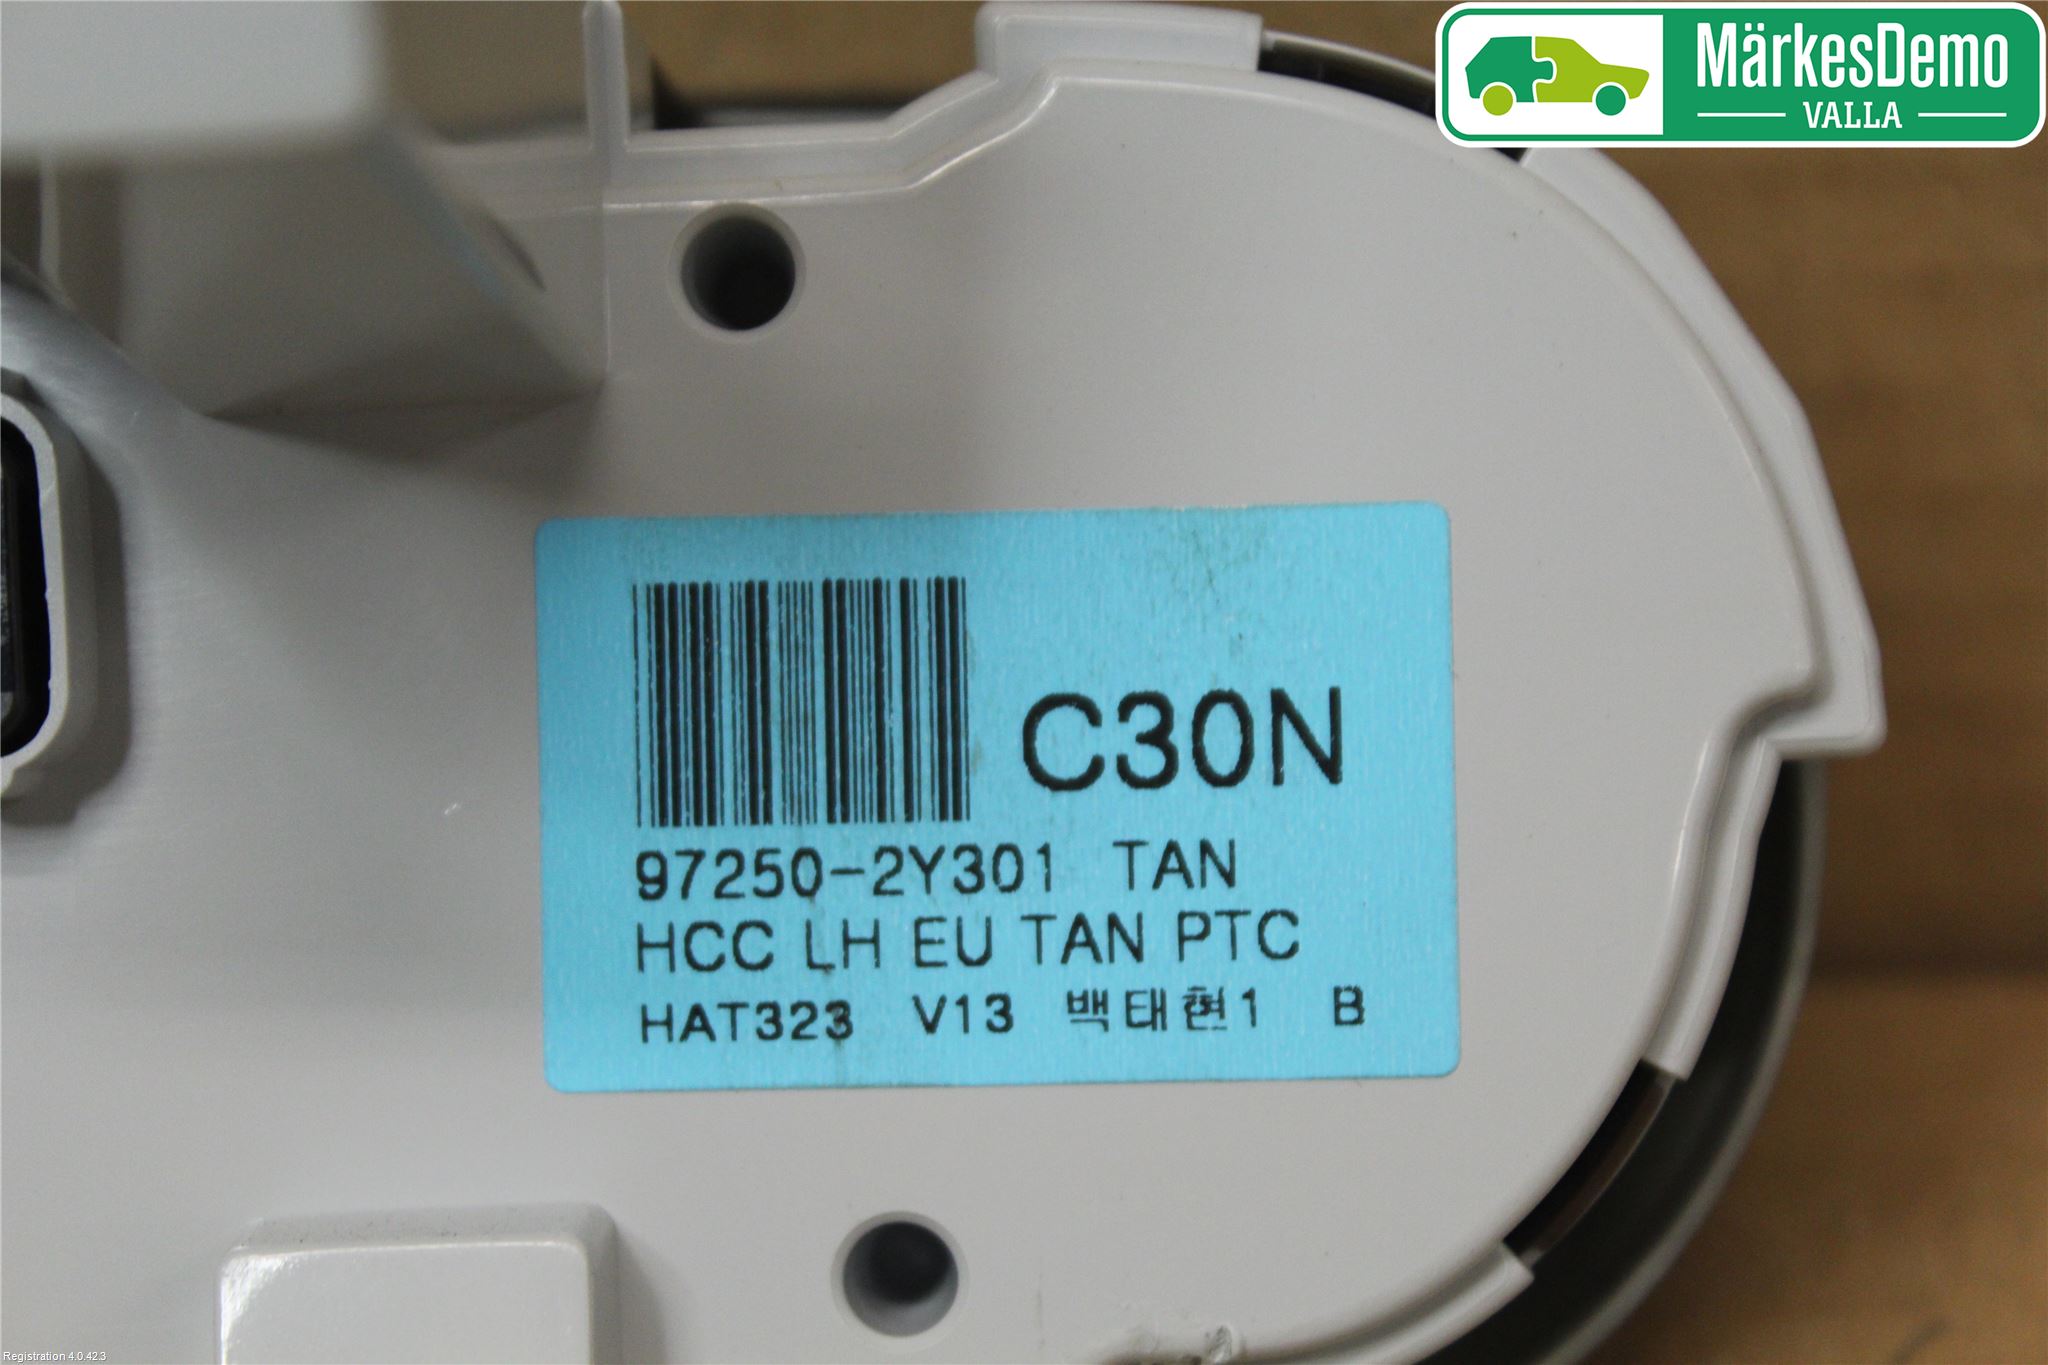 MärkesDemo
VALLA
C30N
97250-2Y301 TAN
HCC LH EU TAN PTC
HAT323 V13 백태현1 B
Registration 4.0.42.3